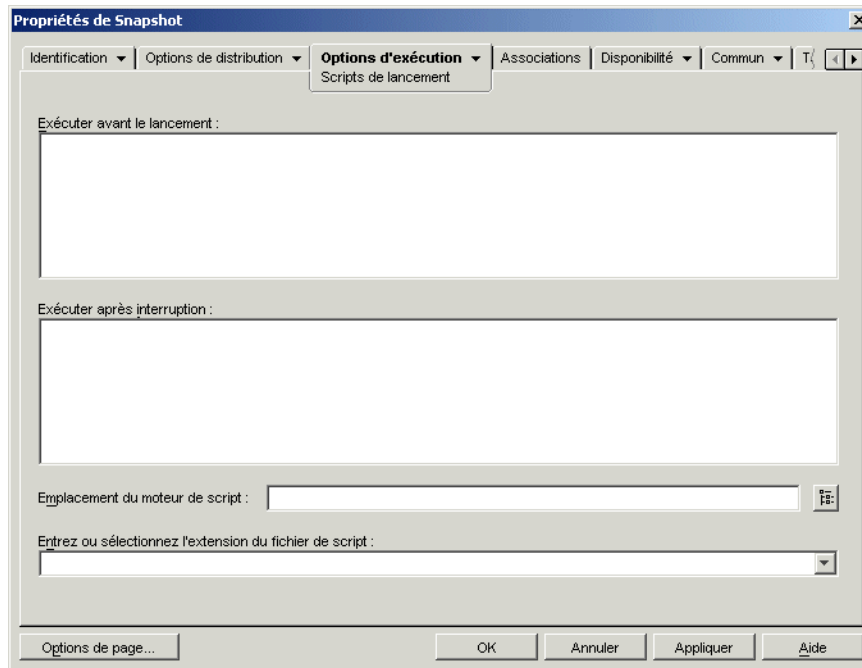 Propriétés de Snapshot
Identification
Options de distribution
Options d'exécution
Scripts de lancement
Associations
Disponibilité
Commun
Exécuter avant le lancement :
Exécuter après interruption :
Emplacement du moteur de script :
Entrez ou sélectionnez l'extension du fichier de script :
Options de page...
OK
Annuler
Appliquer
Aide